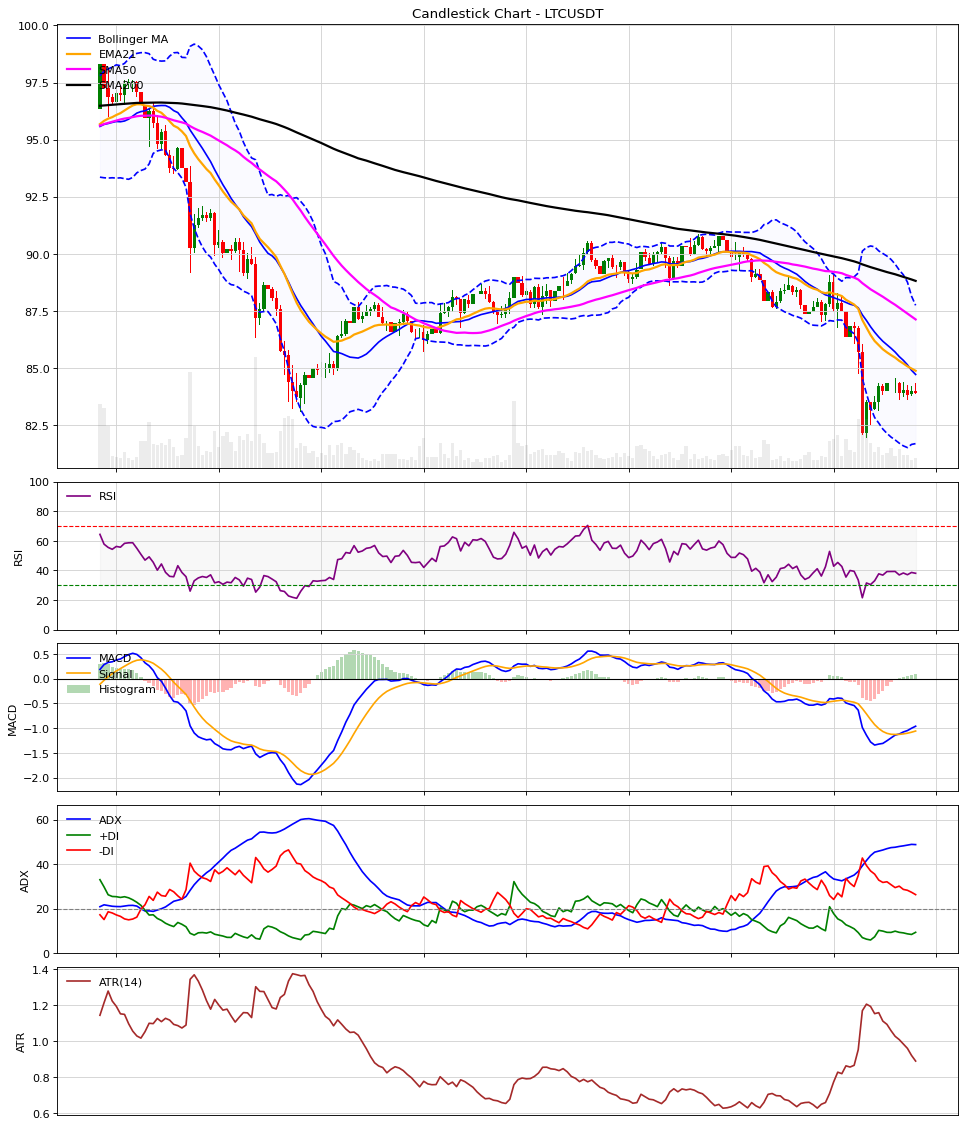 Candlestick Chart - LTCUSDT
100.0
97.5
95.0
92.5
90.0
87.5
85.0
82.5
Bollinger MA
EMA21
SMA50
SMA200
RSI
100
80
60
40
20
0
RSI
MACD
0.5
0.0
−0.5
−1.0
−1.5
−2.0
MACD
Signal
Histogram
ADX
60
40
20
0
ADX
+DI
-DI
ATR
1.4
1.2
1.0
0.8
0.6
ATR(14)